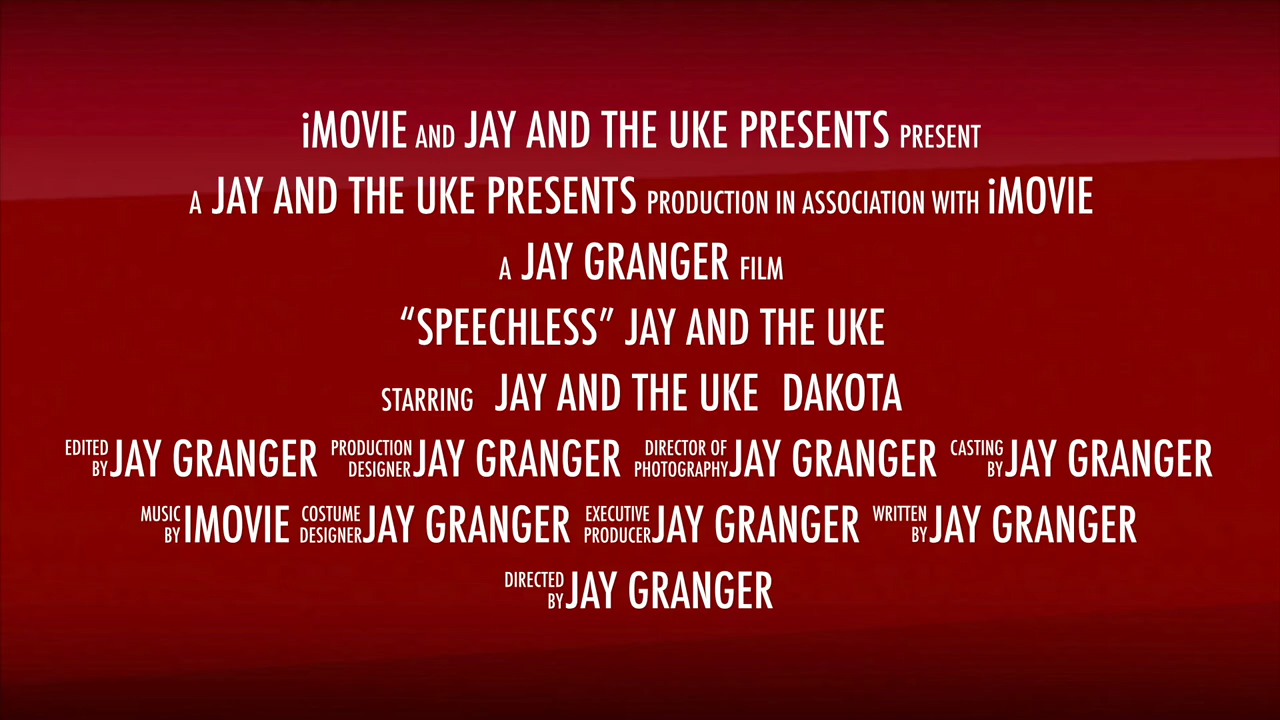 iMOVIE AND JAY AND THE UKE PRESENTS PRESENT
A JAY AND THE UKE PRESENTS PRODUCTION IN ASSOCIATION WITH iMOVIE
A JAY GRANGER FILM
“SPEECHLESS” JAY AND THE UKE
STARRING JAY AND THE UKE DAKOTA
EDITED BY JAY GRANGER PRODUCTION DESIGNER JAY GRANGER DIRECTOR OF PHOTOGRAPHY JAY GRANGER CASTING BY JAY GRANGER
MUSIC BY IMOVIE COSTUME DESIGNER JAY GRANGER EXECUTIVE PRODUCER JAY GRANGER WRITTEN BY JAY GRANGER
DIRECTED BY JAY GRANGER